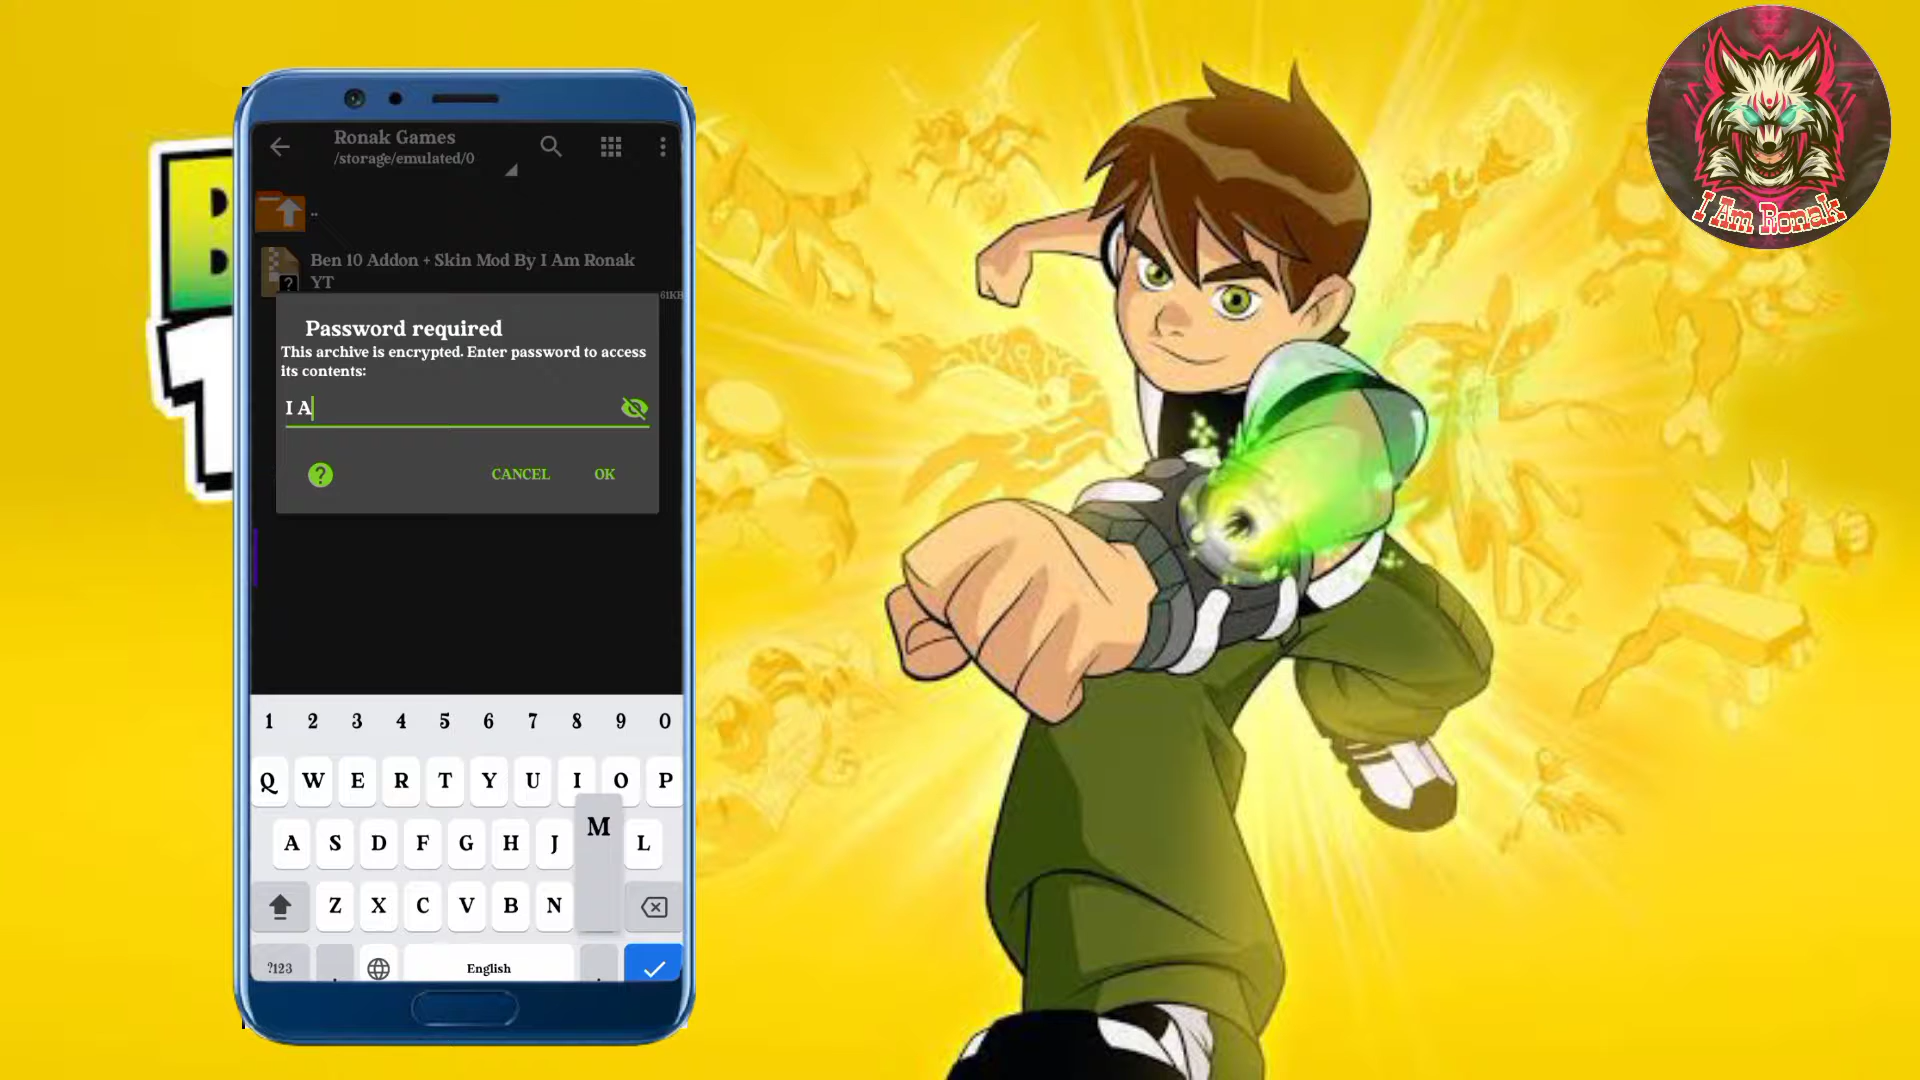 Ronak Games
/storage/emulated/0
..
Ben 10 Addon + Skin Mod By I Am Ronak
YT
61KB
Password required
This archive is encrypted. Enter password to access
its contents:
I A
?
CANCEL
OK
1 2 3 4 5 6 7 8 9 0
Q W E R T Y U I O P
A S D F G H J M L
Z X C V B N
?123 , English .
I Am Ronak